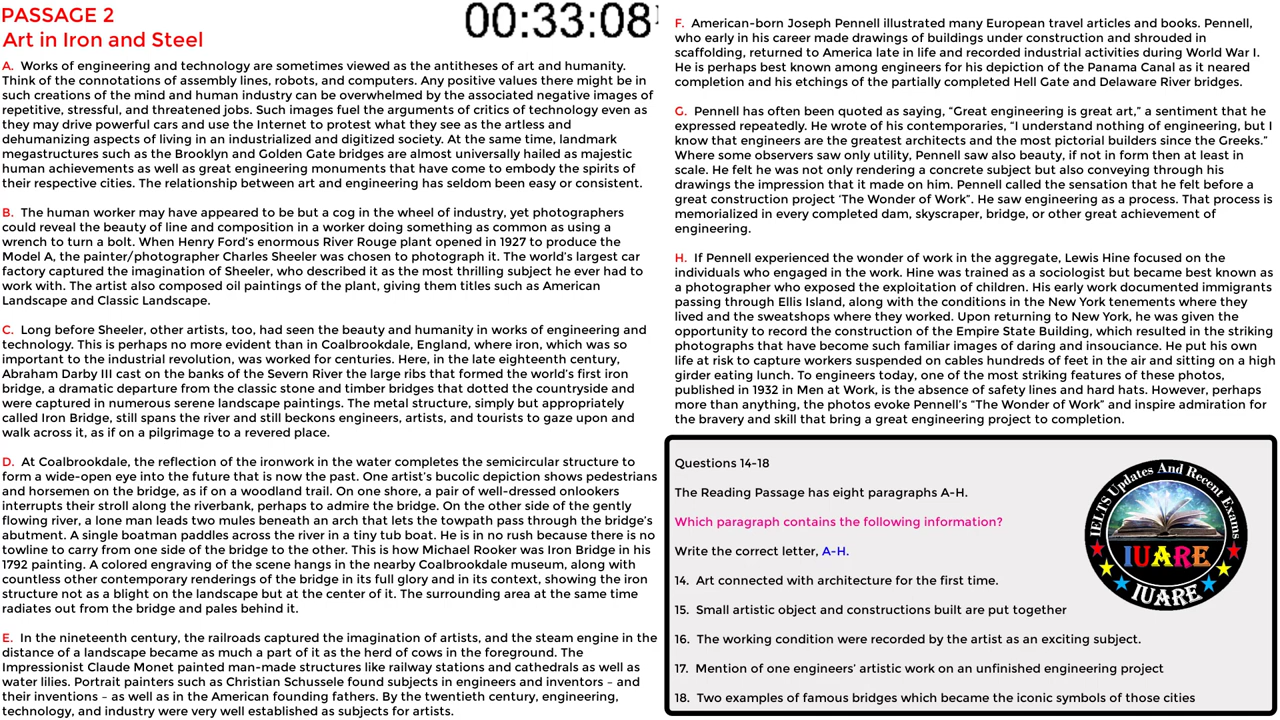 PASSAGE 2
Art in Iron and Steel
00:33:08
A. Works of engineering and technology are sometimes viewed as the antitheses of art and humanity.
Think of the connotations of assembly lines, robots, and computers. Any positive values there might be in
such creations of the mind and human industry can be overwhelmed by the associated negative images of
repetitive, stressful, and threatened jobs. Such images fuel the arguments of critics of technology even as
they may drive powerful cars and use the Internet to protest what they see as the artless and
dehumanizing aspects of living in an industrialized and digitized society. At the same time, landmark
megastructures such as the Brooklyn and Golden Gate bridges are almost universally hailed as majestic
human achievements as well as great engineering monuments that have come to embody the spirits of
their respective cities. The relationship between art and engineering has seldom been easy or consistent.
B. The human worker may have appeared to be but a cog in the wheel of industry, yet photographers
could reveal the beauty of line and composition in a worker doing something as common as using a
wrench to turn a bolt. When Henry Ford's enormous River Rouge plant opened in 1927 to produce the
Model A, the painter/photographer Charles Sheeler was chosen to photograph it. The world's largest car
factory captured the imagination of Sheeler, who described it as the most thrilling subject he ever had to
work with. The artist also composed oil paintings of the plant, giving them titles such as American
Landscape and Classic Landscape.
C. Long before Sheeler, other artists, too, had seen the beauty and humanity in works of engineering and
technology. This is perhaps no more evident than in Coalbrookdale, England, where iron, which was so
important to the industrial revolution, was worked for centuries. Here, in the late eighteenth century,
Abraham Darby III cast on the banks of the Severn River the large ribs that formed the world's first iron
bridge, a dramatic departure from the classic stone and timber bridges that dotted the countryside and
were captured in numerous serene landscape paintings. The metal structure, simply but appropriately
called Iron Bridge, still spans the river and still beckons engineers, artists, and tourists to gaze upon and
walk across it, as if on a pilgrimage to a revered place.
D. At Coalbrookdale, the reflection of the ironwork in the water completes the semicircular structure to
form a wide-open eye into the future that is now the past. One artist's bucolic depiction shows pedestrians
and horsemen on the bridge, as if on a woodland trail. On one shore, a pair of well-dressed onlookers
interrupts their stroll along the riverbank, perhaps to admire the bridge. On the other side of the gently
flowing river, a lone man leads two mules beneath an arch that lets the towpath pass through the bridge's
abutment. A single boatman paddles across the river in a tiny tub boat. He is in no rush because there is no
towline to carry from one side of the bridge to the other. This is how Michael Rooker was Iron Bridge in his
1792 painting. A colored engraving of the scene hangs in the nearby Coalbrookdale museum, along with
countless other contemporary renderings of the bridge in its full glory and in its context, showing the iron
structure not as a blight on the landscape but at the center of it. The surrounding area at the same time
radiates out from the bridge and pales behind it.
E. In the nineteenth century, the railroads captured the imagination of artists, and the steam engine in the
distance of a landscape became as much a part of it as the herd of cows in the foreground. The
Impressionist Claude Monet painted man-made structures like railway stations and cathedrals as well as
water lilies. Portrait painters such as Christian Schussele found subjects in engineers and inventors – and
their inventions – as well as in the American founding fathers. By the twentieth century, engineering,
technology, and industry were very well established as subjects for artists.
F. American-born Joseph Pennell illustrated many European travel articles and books. Pennell,
who early in his career made drawings of buildings under construction and shrouded in
scaffolding, returned to America late in life and recorded industrial activities during World War I.
He is perhaps best known among engineers for his depiction of the Panama Canal as it neared
completion and his etchings of the partially completed Hell Gate and Delaware River bridges.
G. Pennell has often been quoted as saying, "Great engineering is great art," a sentiment that he
expressed repeatedly. He wrote of his contemporaries, "I understand nothing of engineering, but I
know that engineers are the greatest architects and the most pictorial builders since the Greeks."
Where some observers saw only utility, Pennell saw also beauty, if not in form then at least in
scale. He felt he was not only rendering a concrete subject but also conveying through his
drawings the impression that it made on him. Pennell called the sensation that he felt before a
great construction project 'The Wonder of Work". He saw engineering as a process. That process is
memorialized in every completed dam, skyscraper, bridge, or other great achievement of
engineering.
H. If Pennell experienced the wonder of work in the aggregate, Lewis Hine focused on the
individuals who engaged in the work. Hine was trained as a sociologist but became best known as
a photographer who exposed the exploitation of children. His early work documented immigrants
passing through Ellis Island, along with the conditions in the New York tenements where they
lived and the sweatshops where they worked. Upon returning to New York, he was given the
opportunity to record the construction of the Empire State Building, which resulted in the striking
photographs that have become such familiar images of daring and insouciance. He put his own
life at risk to capture workers suspended on cables hundreds of feet in the air and sitting on a high
girder eating lunch. To engineers today, one of the most striking features of these photos,
published in 1932 in Men at Work, is the absence of safety lines and hard hats. However, perhaps
more than anything, the photos evoke Pennell's "The Wonder of Work" and inspire admiration for
the bravery and skill that bring a great engineering project to completion.
Questions 14-18
The Reading Passage has eight paragraphs A-H.
Which paragraph contains the following information?
Write the correct letter, A-H.
14. Art connected with architecture for the first time.
15. Small artistic object and constructions built are put together
16. The working condition were recorded by the artist as an exciting subject.
17. Mention of one engineers' artistic work on an unfinished engineering project
18. Two examples of famous bridges which became the iconic symbols of those cities
IELTS Updates And Recent Exams
IUARE
IUARE